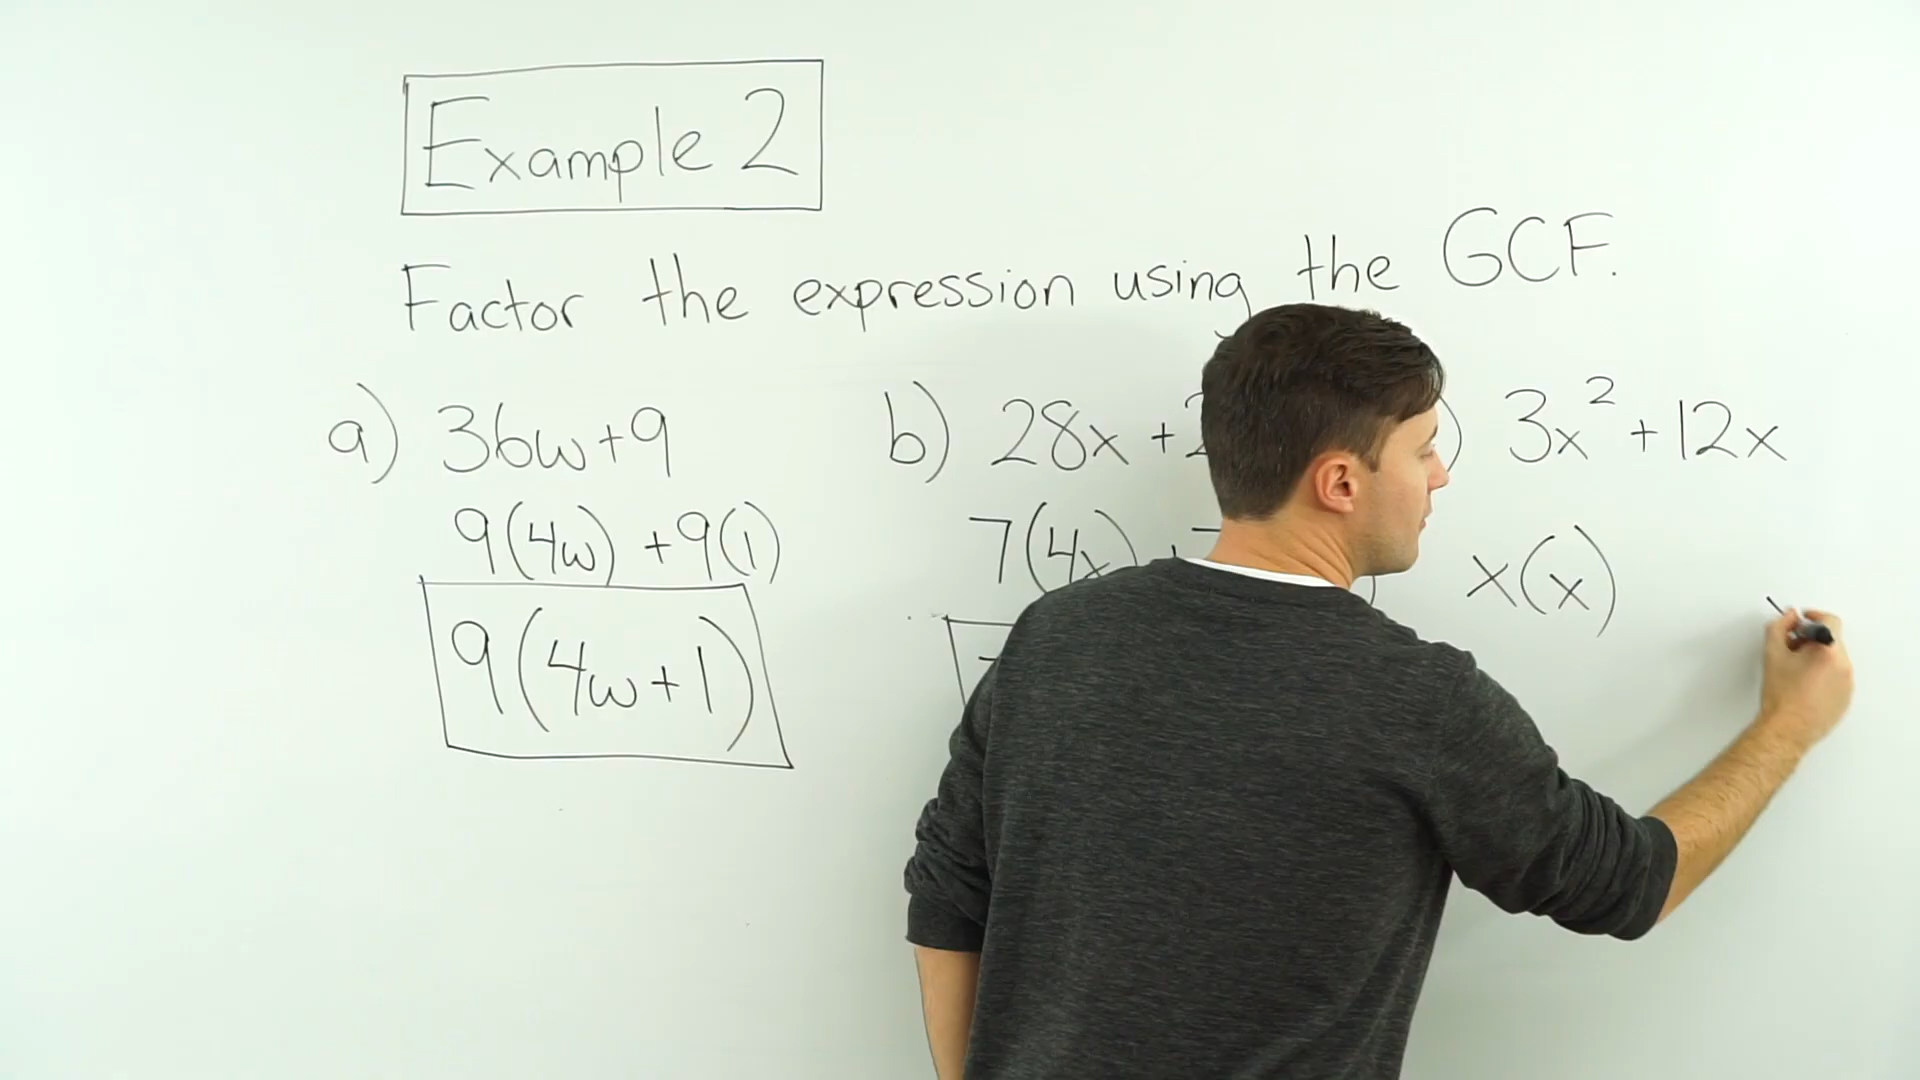 Example 2
Factor the expression using the GCF.
a) 36w+9 b) 28x + ) 3x² +12x
9(4w) +9(1) 7(4x) ) x(x)
9(4w+1)